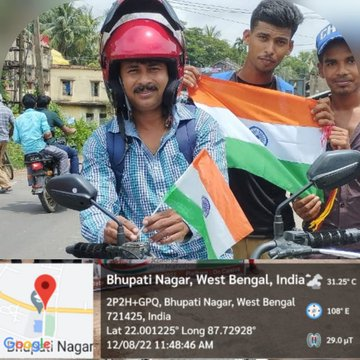 Bhupati Nagar, West Bengal, India
31.25° C
2P2H+GPQ, Bhupati Nagar, West Bengal
721425, India
108° E
Lat 22.001225° Long 87.72928°
12/08/22 11:48:46 AM
29.0 µT
Google
Bhupati Nagar